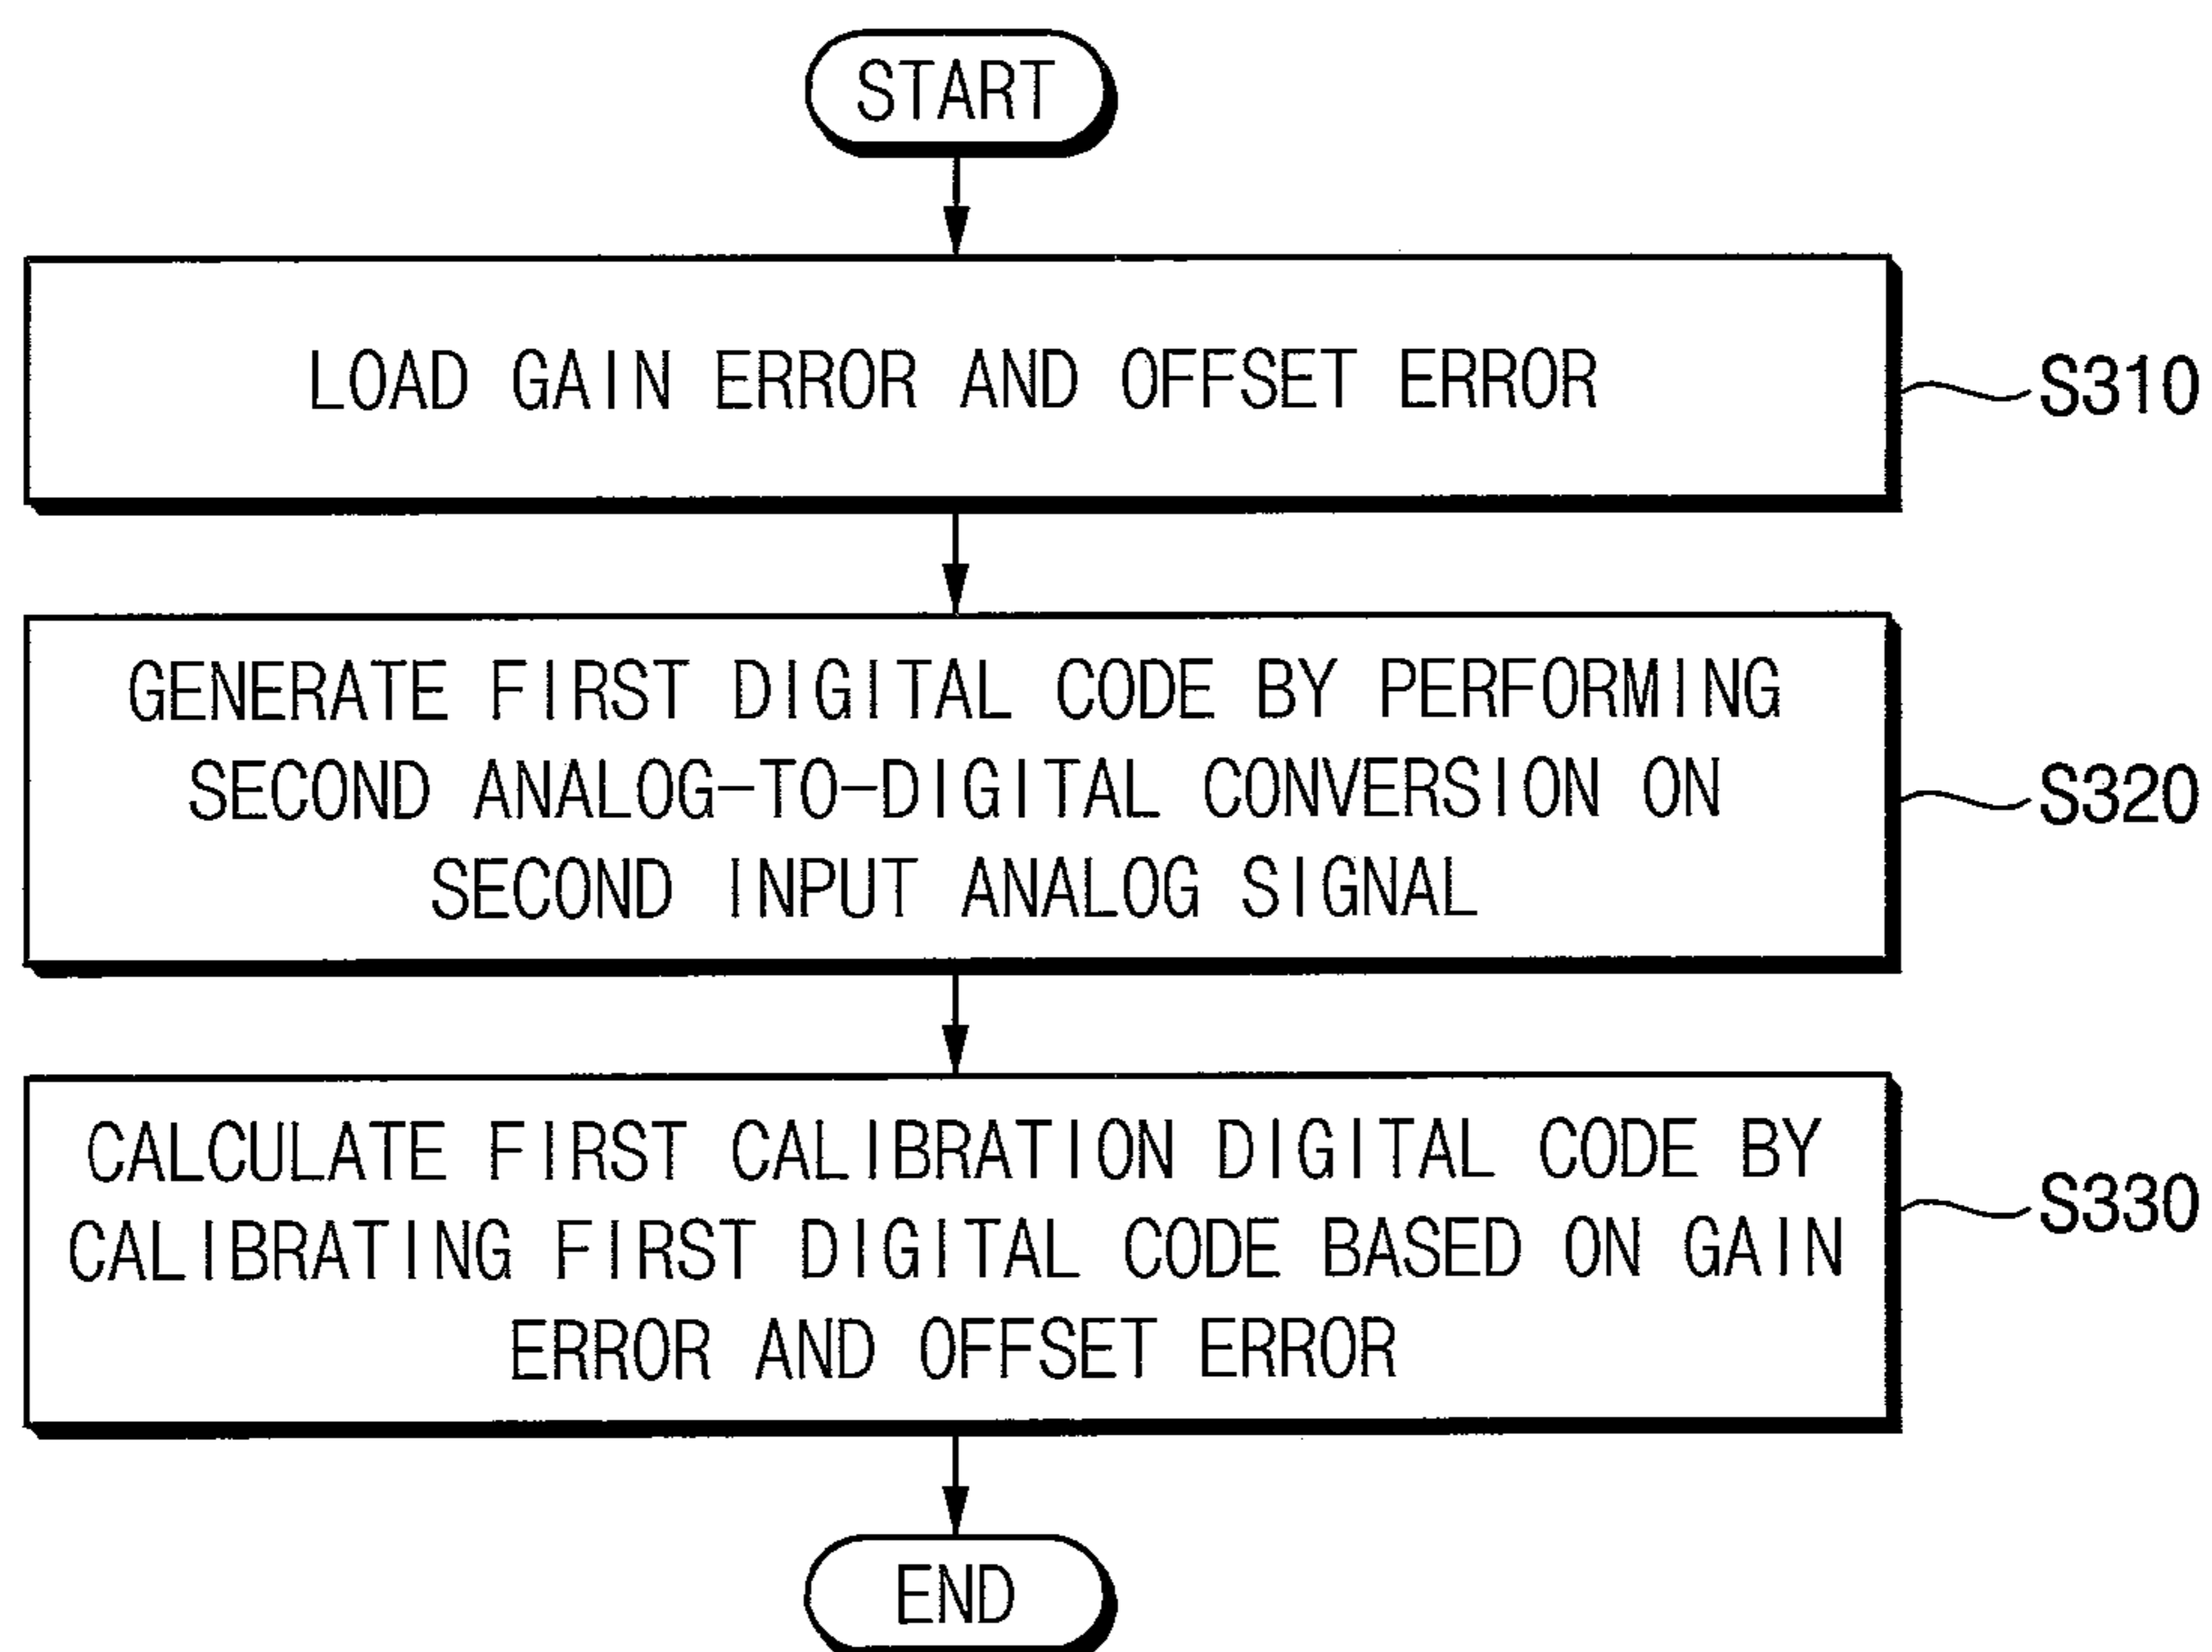 START
LOAD GAIN ERROR AND OFFSET ERROR
S310
GENERATE FIRST DIGITAL CODE BY PERFORMING
SECOND ANALOG-TO-DIGITAL CONVERSION ON
SECOND INPUT ANALOG SIGNAL
S320
CALCULATE FIRST CALIBRATION DIGITAL CODE BY
CALIBRATING FIRST DIGITAL CODE BASED ON GAIN
ERROR AND OFFSET ERROR
S330
END